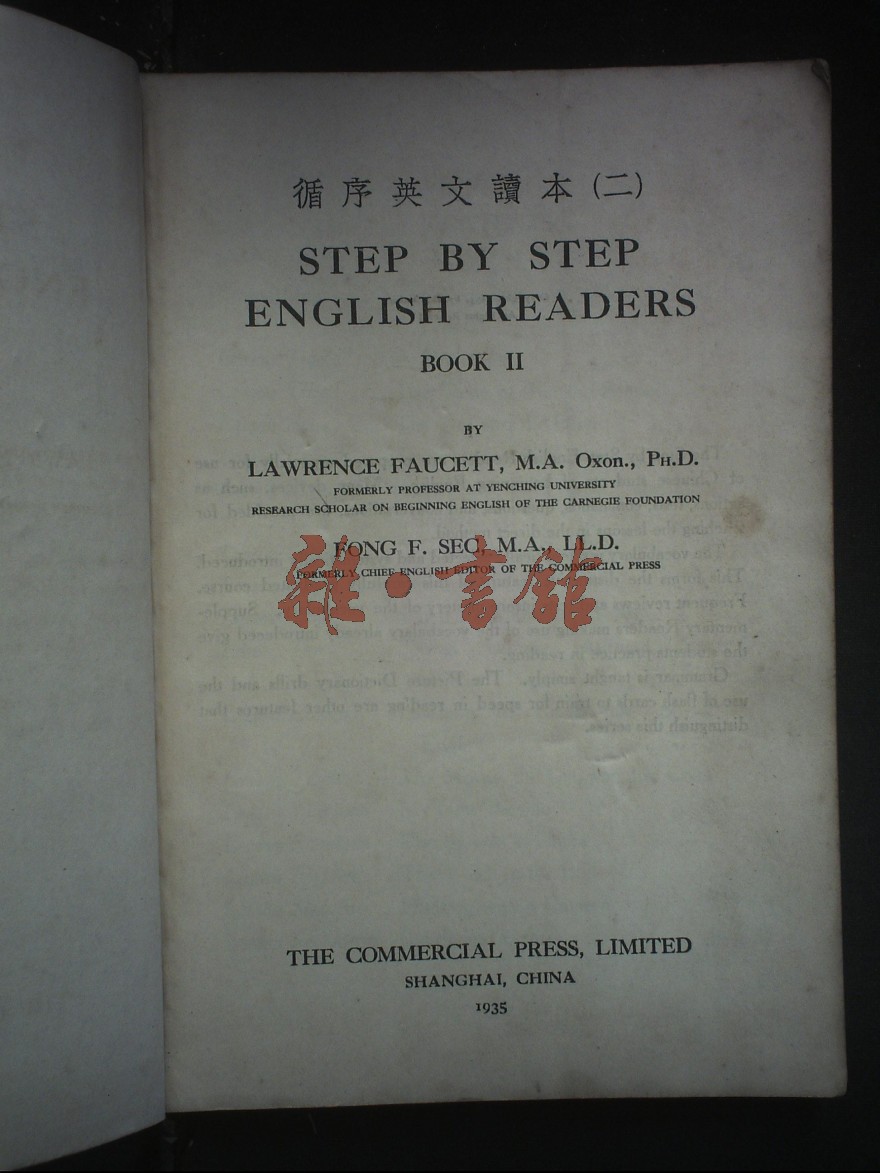 循序英文讀本(二)
STEP BY STEP
ENGLISH READERS
BOOK II
BY
LAWRENCE FAUCETT, M.A. Oxon., PH.D.
FORMERLY PROFESSOR AT YENCHING UNIVERSITY
RESEARCH SCHOLAR ON BEGINNING ENGLISH OF THE CARNEGIE FOUNDATION
FONG F. SEC, M.A., LL.D.
FORMERLY CHIEF ENGLISH EDITOR OF THE COMMERCIAL PRESS
雜·書館
THE COMMERCIAL PRESS, LIMITED
SHANGHAI, CHINA
1935